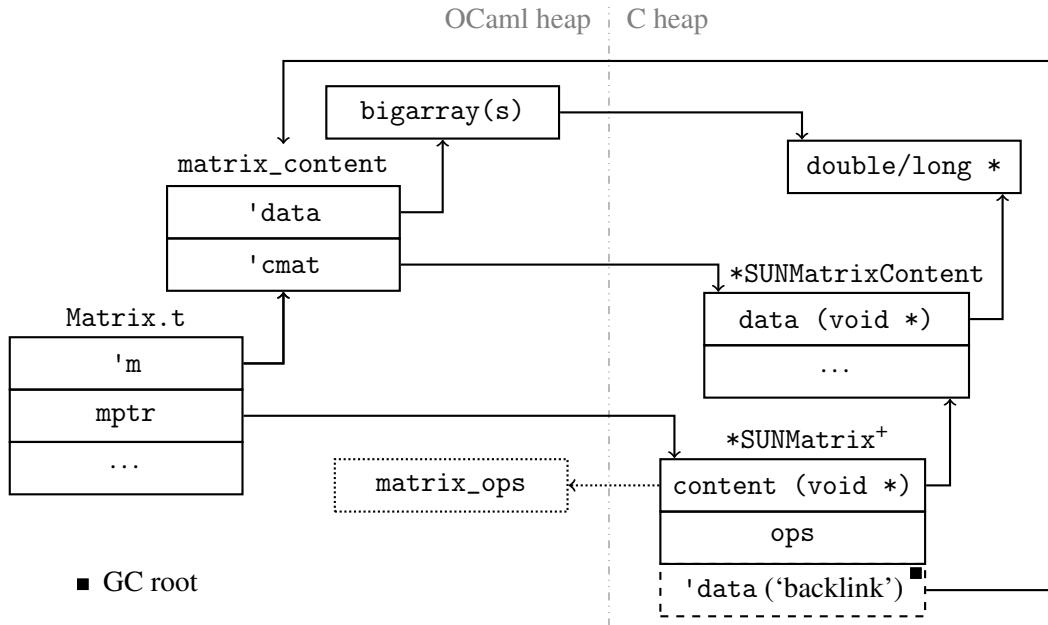 OCaml heap
C heap
bigarray(s)
matrix_content
double/long *
'data
'cmat
*SUNMatrixContent
Matrix.t
data (void *)
'm
...
mptr
*SUNMatrix+
...
matrix_ops
content (void *)
ops
GC root
'data (‘backlink’)